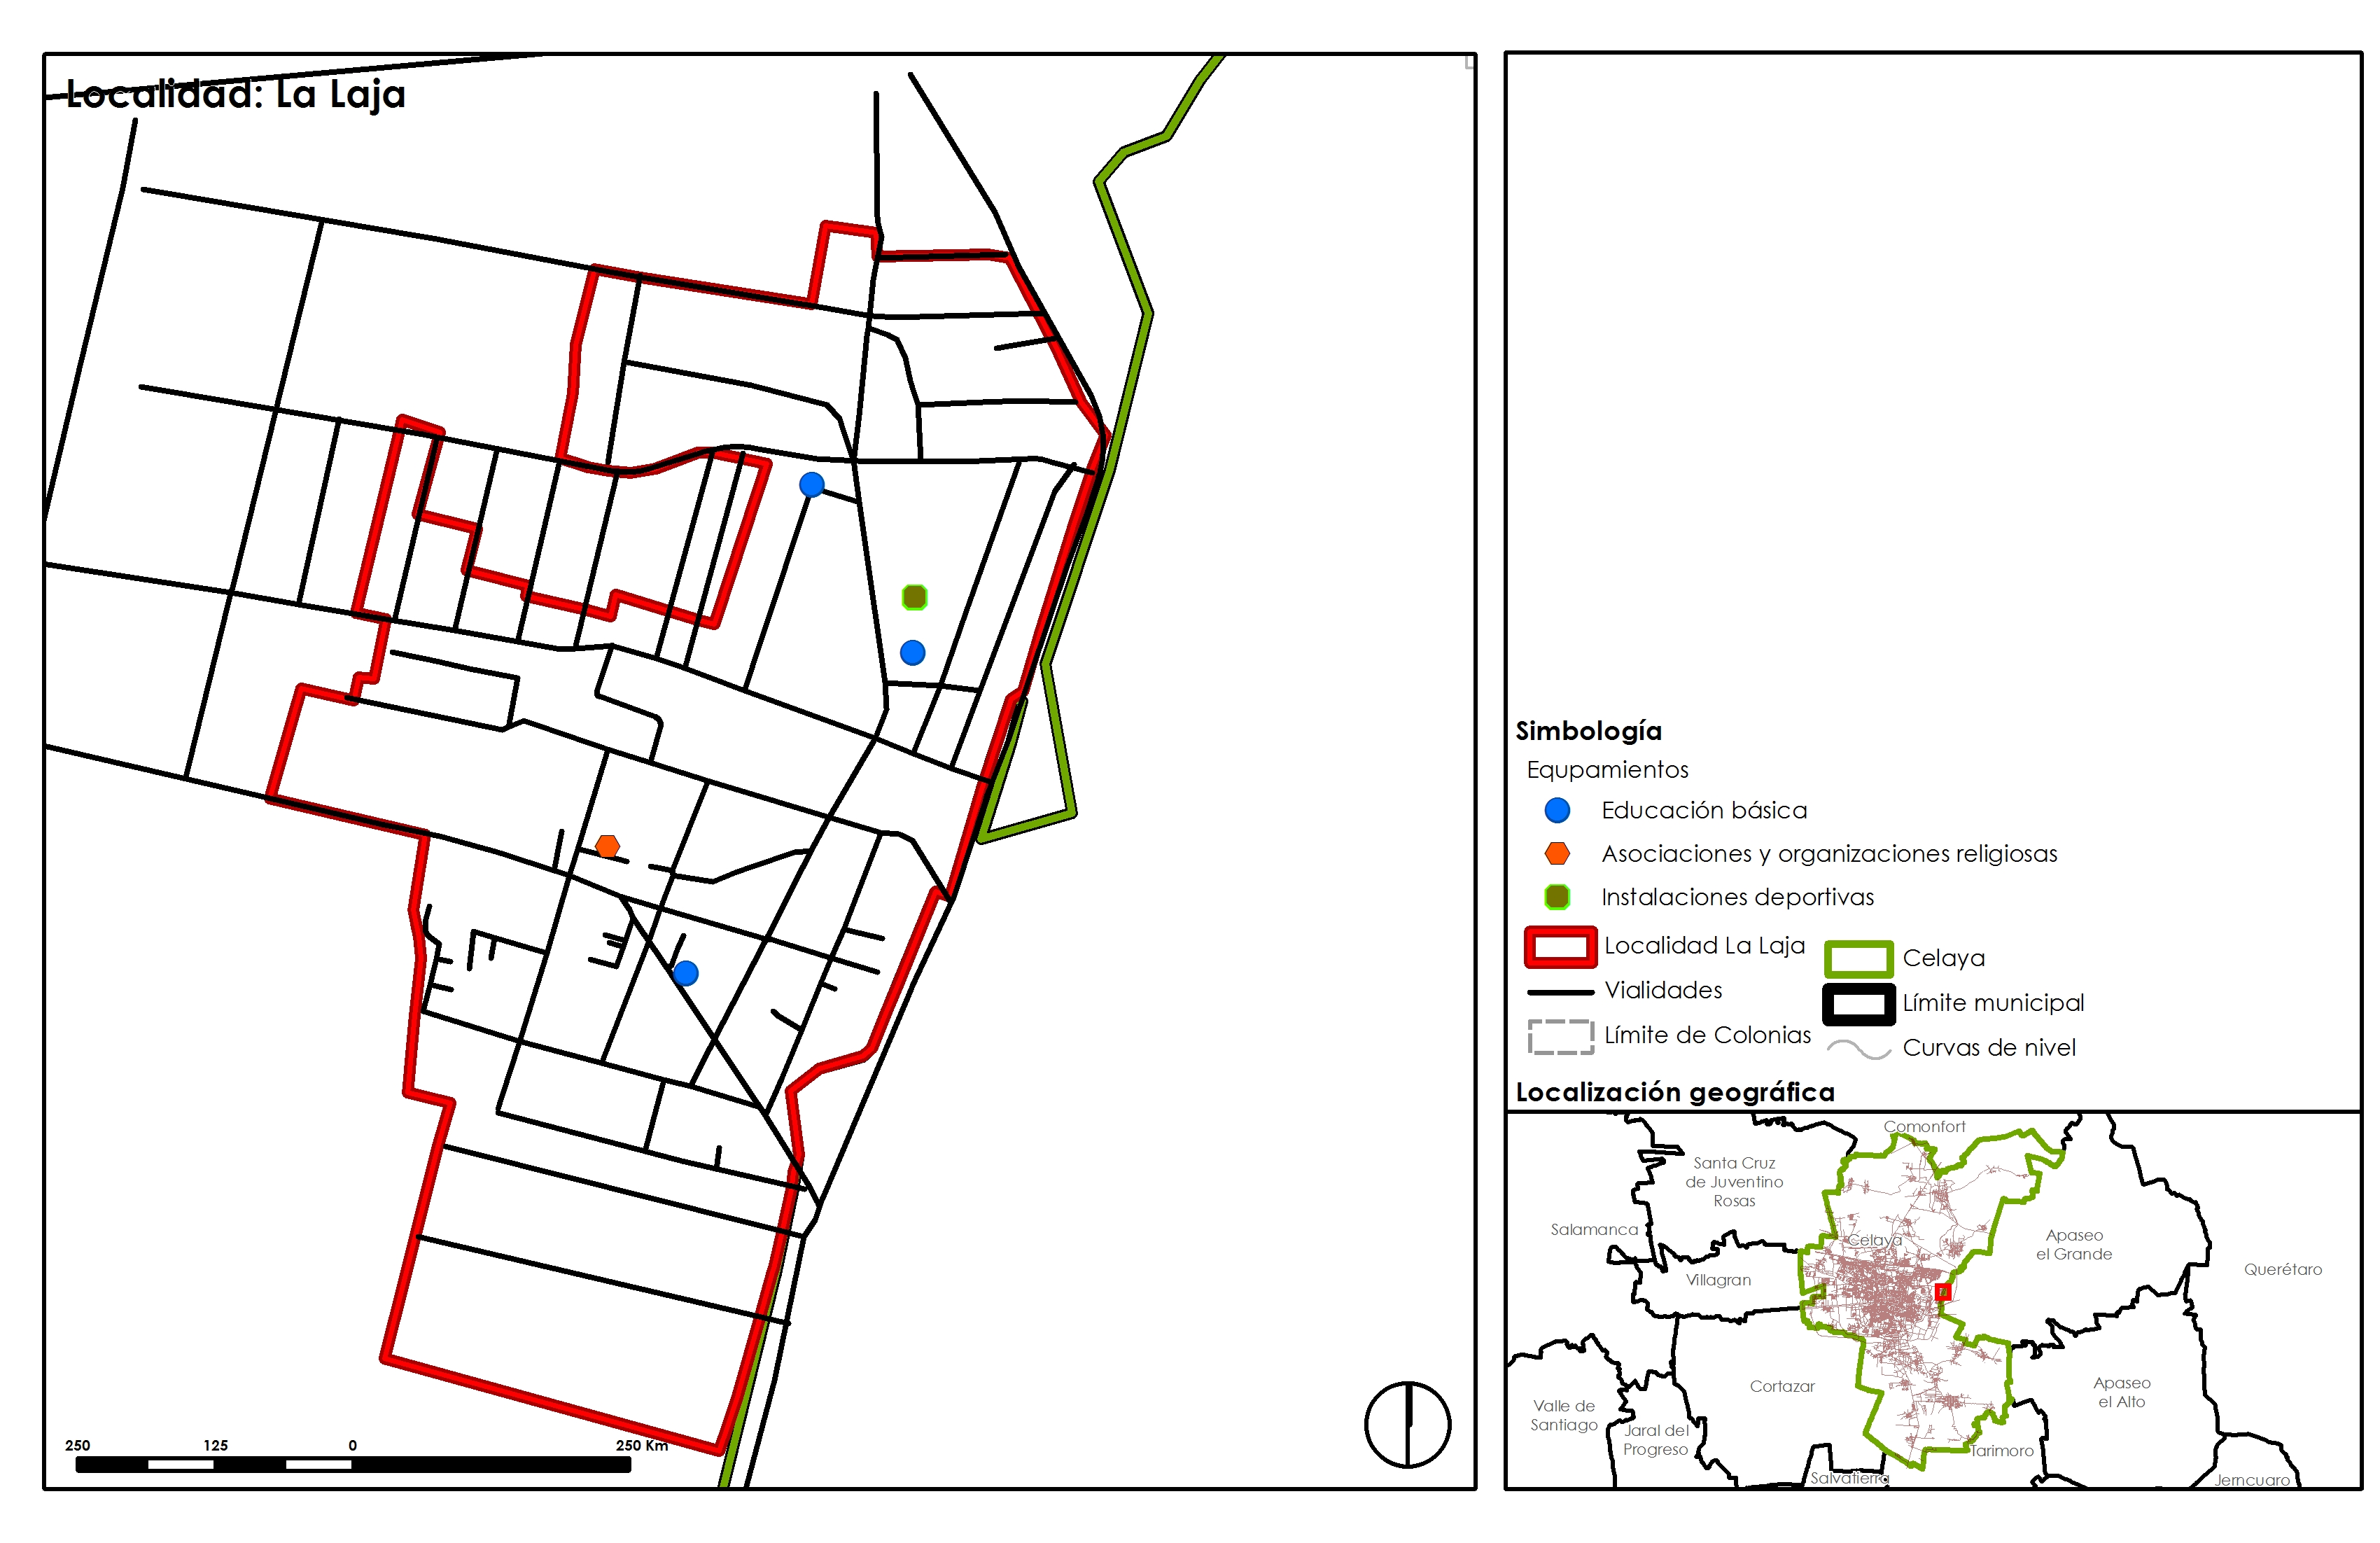 Localidad: La Laja
250 125 0 250 Km
Simbología
Equpamientos
Educación básica
Asociaciones y organizaciones religiosas
Instalaciones deportivas
Localidad La Laja
Vialidades
Límite de Colonias
Celaya
Límite municipal
Curvas de nivel
Localización geográfica
Comonfort
Santa Cruz
de Juventino
Rosas
Salamanca
Celaya
Apaseo
el Grande
Querétaro
Villagran
Cortazar
Apaseo
el Alto
Valle de
Santiago
Jaral del
Progreso
Tarimoro
Salvatierra
Jerncuaro